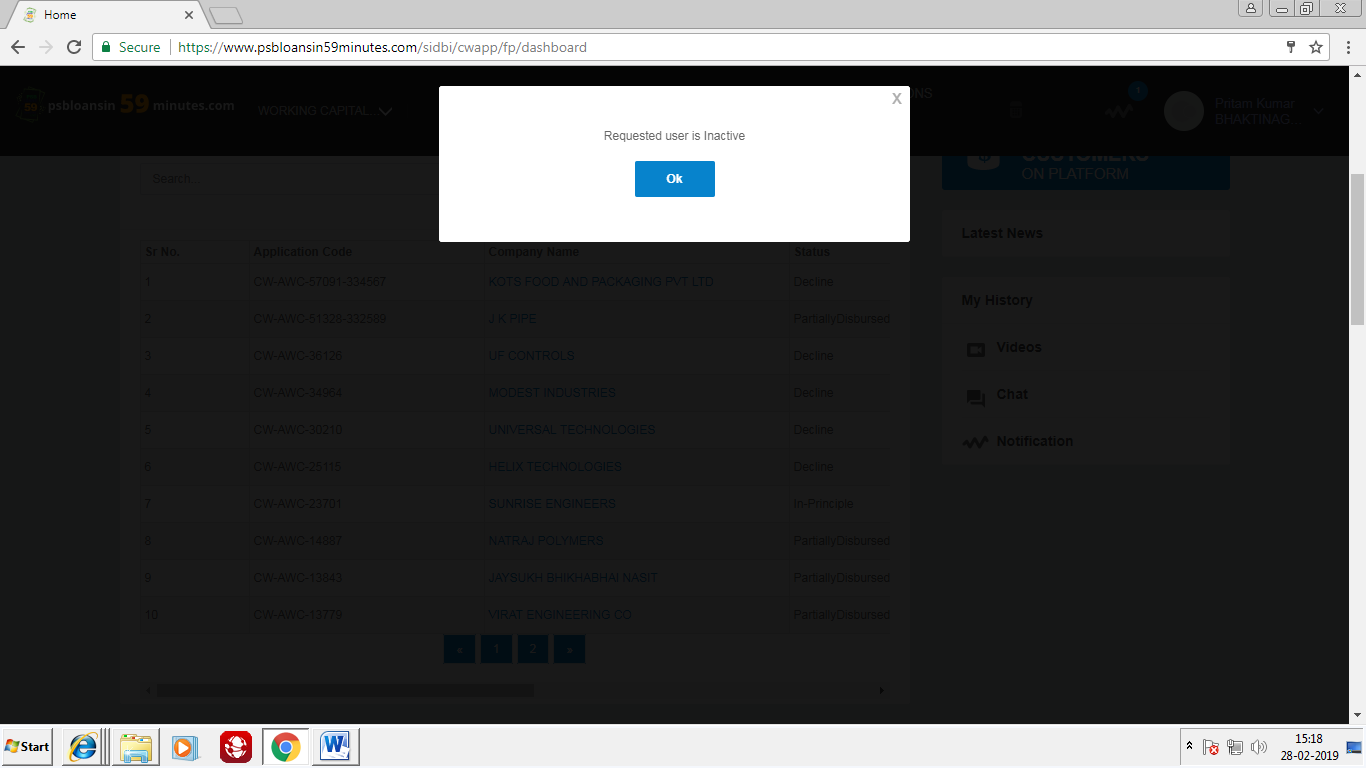 Home
Secure https://www.psbloansin59minutes.com/sidbi/cwapp/fp/dashboard
59 psbloansin 59 minutes.com
WORKING CAPITAL...
ONS
1
Pritam Kumar
BHAKTINAG...
X
Requested user is Inactive
Ok
Search...
CUSTOMERS
ON PLATFORM
Latest News
My History
Videos
Chat
Notification
Sr No. Application Code Company Name Status
1 CW-AWC-57091-334567 KOTS FOOD AND PACKAGING PVT LTD Decline
2 CW-AWC-51328-332589 J K PIPE PartiallyDisbursed
3 CW-AWC-36126 UF CONTROLS Decline
4 CW-AWC-34964 MODEST INDUSTRIES Decline
5 CW-AWC-30210 UNIVERSAL TECHNOLOGIES Decline
6 CW-AWC-25115 HELIX TECHNOLOGIES Decline
7 CW-AWC-23701 SUNRISE ENGINEERS In-Principle
8 CW-AWC-14887 NATRAJ POLYMERS PartiallyDisbursed
9 CW-AWC-13843 JAYSUKH BHIKHABHAI NASIT PartiallyDisbursed
10 CW-AWC-13779 VIRAT ENGINEERING CO PartiallyDisbursed
« 1 2 »
Start
15:18
28-02-2019